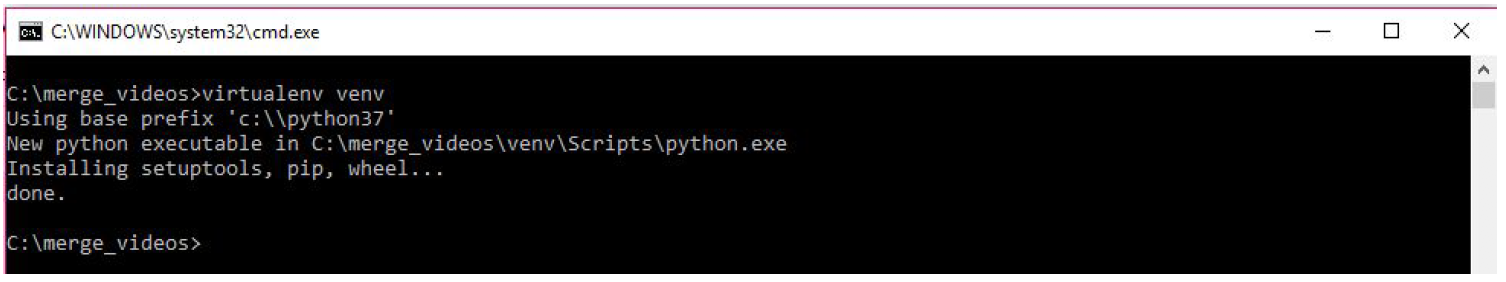 C:\WINDOWS\system32\cmd.exe
C:\merge_videos>virtualenv venv
Using base prefix 'c:\\python37'
New python executable in C:\merge_videos\venv\Scripts\python.exe
Installing setuptools, pip, wheel...
done.
C:\merge_videos>